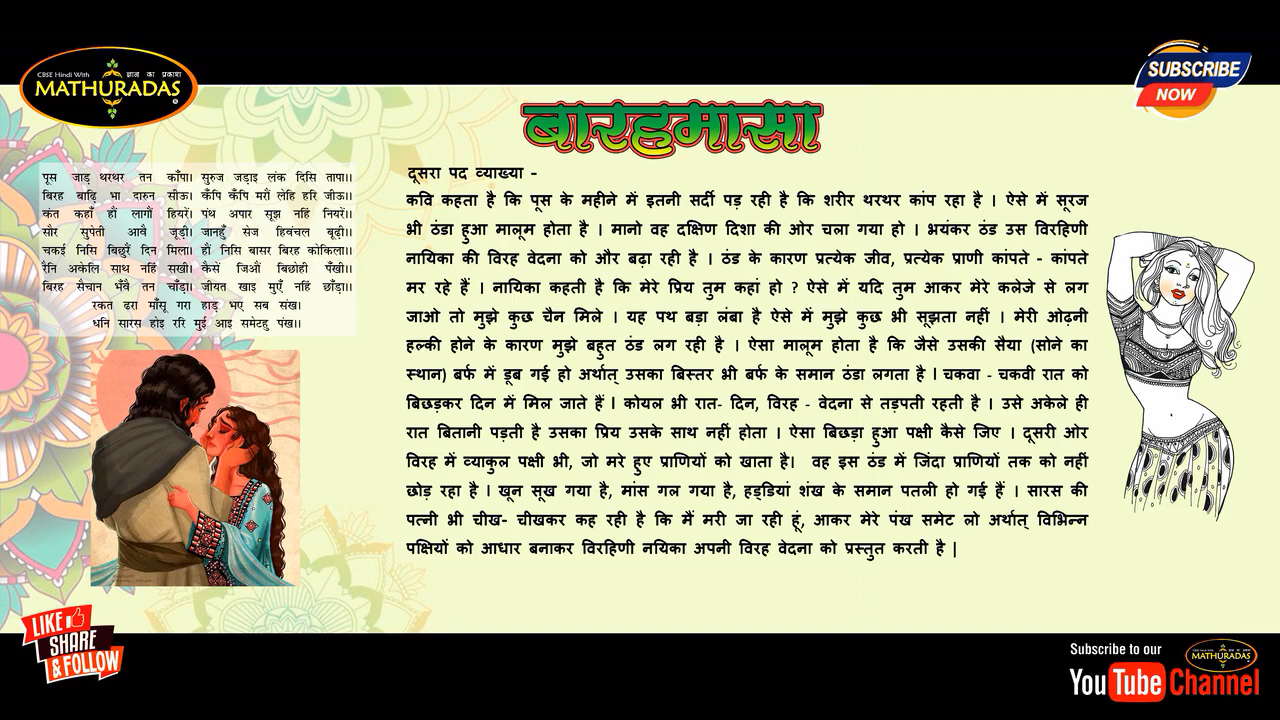 CBSE Hindi With ज्ञान का प्रकाश
MATHURADAS
SUBSCRIBE
NOW
बारहमासा
पूस जाड़ थरथर तन काँपा। सुरुज जड़ाइ लंक दिसि तापा।।
बिरह बाढ़ि भा दारुन सीऊ। कँपि कँपि मरौं लेहि हरि जीऊ।।
कंत कहाँ हौं लागौं हियरें। पंथ अपार सूझ नहिं नियरें।।
सौर सुपेती आवै जूड़ी। जानहुँ सेज हिवंचल बूढ़ी।।
चकई निसि बिछुरैं दिन मिला। हौं निसि बासर बिरह कोकिला।।
रैनि अकेलि साथ नहिं सखी। कैसें जिऔं बिछोही पँखी।।
बिरह सैचान भँवै तन चाँड़ा। जीयत खाइ मुएँ नहिं छाँड़ा।।
रकत ढरा माँसू गरा हाड़ भए सब संख।
धनि सारस होइ ररि मुई आइ समेटहु पंख।।
दूसरा पद व्याख्या -
कवि कहता है कि पूस के महीने में इतनी सर्दी पड़ रही है कि शरीर थरथर कांप रहा है । ऐसे में सूरज
भी ठंडा हुआ मालूम होता है । मानो वह दक्षिण दिशा की ओर चला गया हो । भयंकर ठंड उस विरहिणी
नायिका की विरह वेदना को और बढ़ा रही है । ठंड के कारण प्रत्येक जीव, प्रत्येक प्राणी कांपते - कांपते
मर रहे हैं । नायिका कहती है कि मेरे प्रिय तुम कहां हो ? ऐसे में यदि तुम आकर मेरे कलेजे से लग
जाओ तो मुझे कुछ चैन मिले । यह पथ बड़ा लंबा है ऐसे में मुझे कुछ भी सूझता नहीं । मेरी ओढ़नी
हल्की होने के कारण मुझे बहुत ठंड लग रही है । ऐसा मालूम होता है कि जैसे उसकी सैया (सोने का
स्थान) बर्फ में डूब गई हो अर्थात् उसका बिस्तर भी बर्फ के समान ठंडा लगता है । चकवा - चकवी रात को
बिछड़कर दिन में मिल जाते हैं । कोयल भी रात- दिन, विरह - वेदना से तड़पती रहती है । उसे अकेले ही
रात बितानी पड़ती है उसका प्रिय उसके साथ नहीं होता । ऐसा बिछड़ा हुआ पक्षी कैसे जिए । दूसरी ओर
विरह में व्याकुल पक्षी भी, जो मरे हुए प्राणियों को खाता है। वह इस ठंड में जिंदा प्राणियों तक को नहीं
छोड़ रहा है । खून सूख गया है, मांस गल गया है, हड्डियां शंख के समान पतली हो गई हैं । सारस की
पत्नी भी चीख- चीखकर कह रही है कि मैं मरी जा रही हूं, आकर मेरे पंख समेट लो अर्थात् विभिन्न
पक्षियों को आधार बनाकर विरहिणी नयिका अपनी विरह वेदना को प्रस्तुत करती है |
LIKE
SHARE
& FOLLOW
Subscribe to our
MATHURADAS
YouTube Channel